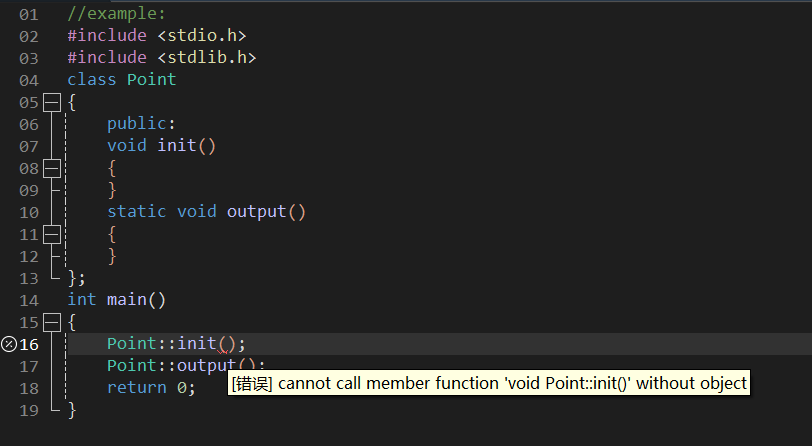 01 //example:
02 #include <stdio.h>
03 #include <stdlib.h>
04 class Point
05 {
06 public:
07 void init()
08 {
09 }
10 static void output()
11 {
12 }
13 };
14 int main()
15 {
16 Point::init();
17 Point::output();
[错误] cannot call member function 'void Point::init()' without object
18 return 0;
19 }